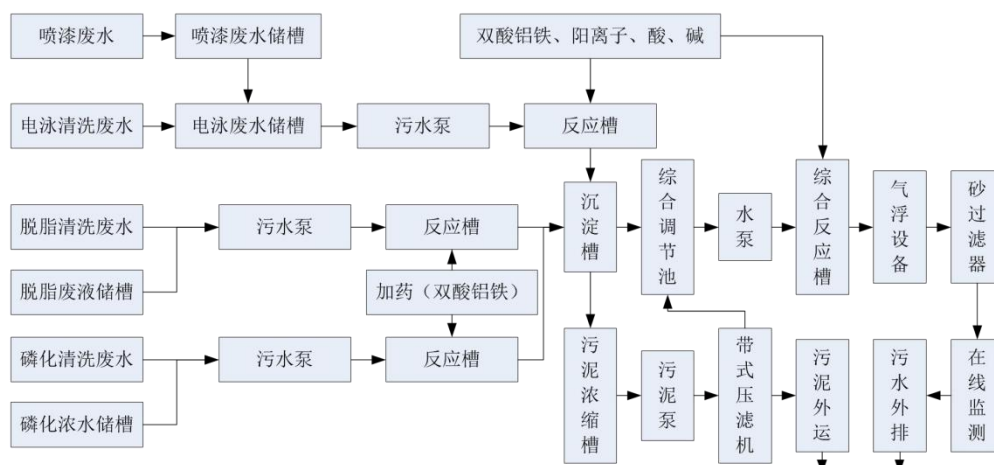 喷漆废水
喷漆废水储槽
双酸铝铁、阳离子、酸、碱
电泳清洗废水
电泳废水储槽
污水泵
反应槽
脱脂清洗废水
污水泵
反应槽
沉淀槽
综合调节池
水泵
综合反应槽
气浮设备
砂过滤器
脱脂废液储槽
加药（双酸铝铁）
磷化清洗废水
污水泵
反应槽
污泥浓缩槽
污泥泵
带式压滤机
污泥外运
污水外排
在线监测
磷化浓水储槽